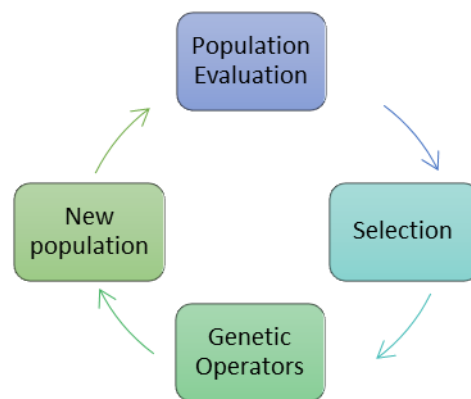 Population
Evaluation
Selection
Genetic
Operators
New
population